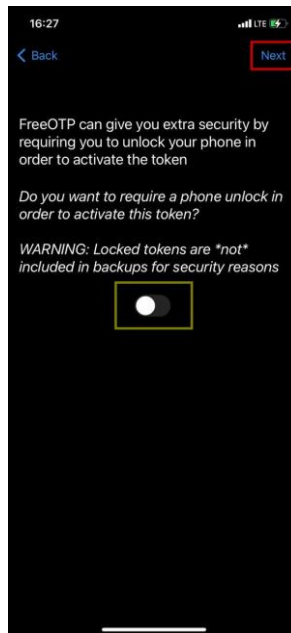 16:27
LTE
Back
Next
FreeOTP can give you extra security by
requiring you to unlock your phone in
order to activate the token
Do you want to require a phone unlock in
order to activate this token?
WARNING: Locked tokens are *not*
included in backups for security reasons